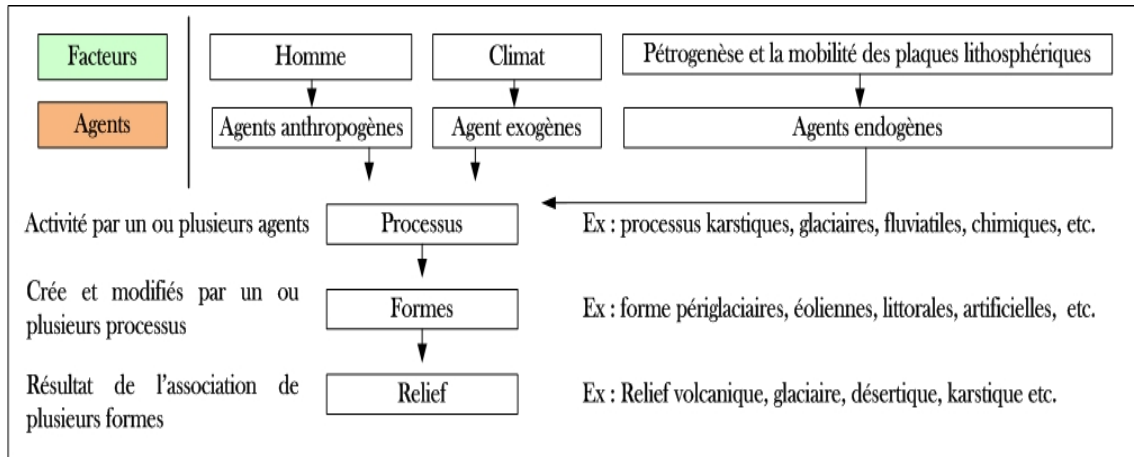 Facteurs
Homme
Climat
Pétrogenèse et la mobilité des plaques lithosphériques
Agents
Agents anthropogènes
Agent exogènes
Agents endogènes
Activité par un ou plusieurs agents
Processus
Ex : processus karstiques, glaciaires, fluviatiles, chimiques, etc.
Crée et modifiés par un ou
plusieurs processus
Formes
Ex : forme périglaciaires, éoliennes, littorales, artificielles, etc.
Résultat de l'association de
plusieurs formes
Relief
Ex : Relief volcanique, glaciaire, désertique, karstique etc.